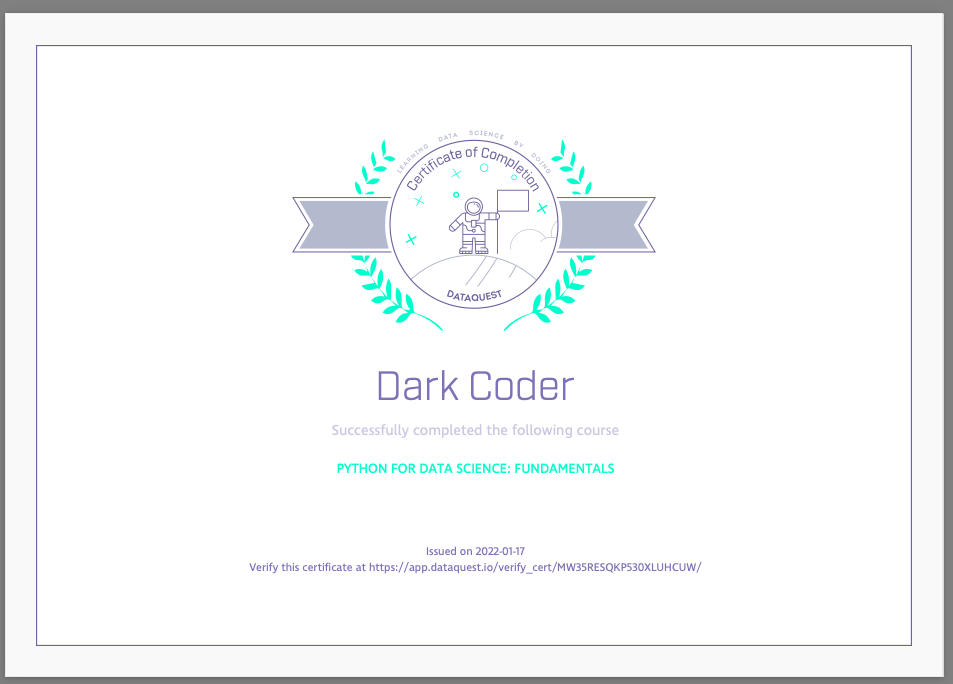 LEARNING DATA SCIENCE BY DOING
Certificate of Completion
DATAQUEST
Dark Coder
Successfully completed the following course
PYTHON FOR DATA SCIENCE: FUNDAMENTALS
Issued on 2022-01-17
Verify this certificate at https://app.dataquest.io/verify_cert/MW35RESQKP530XLUHCUW/